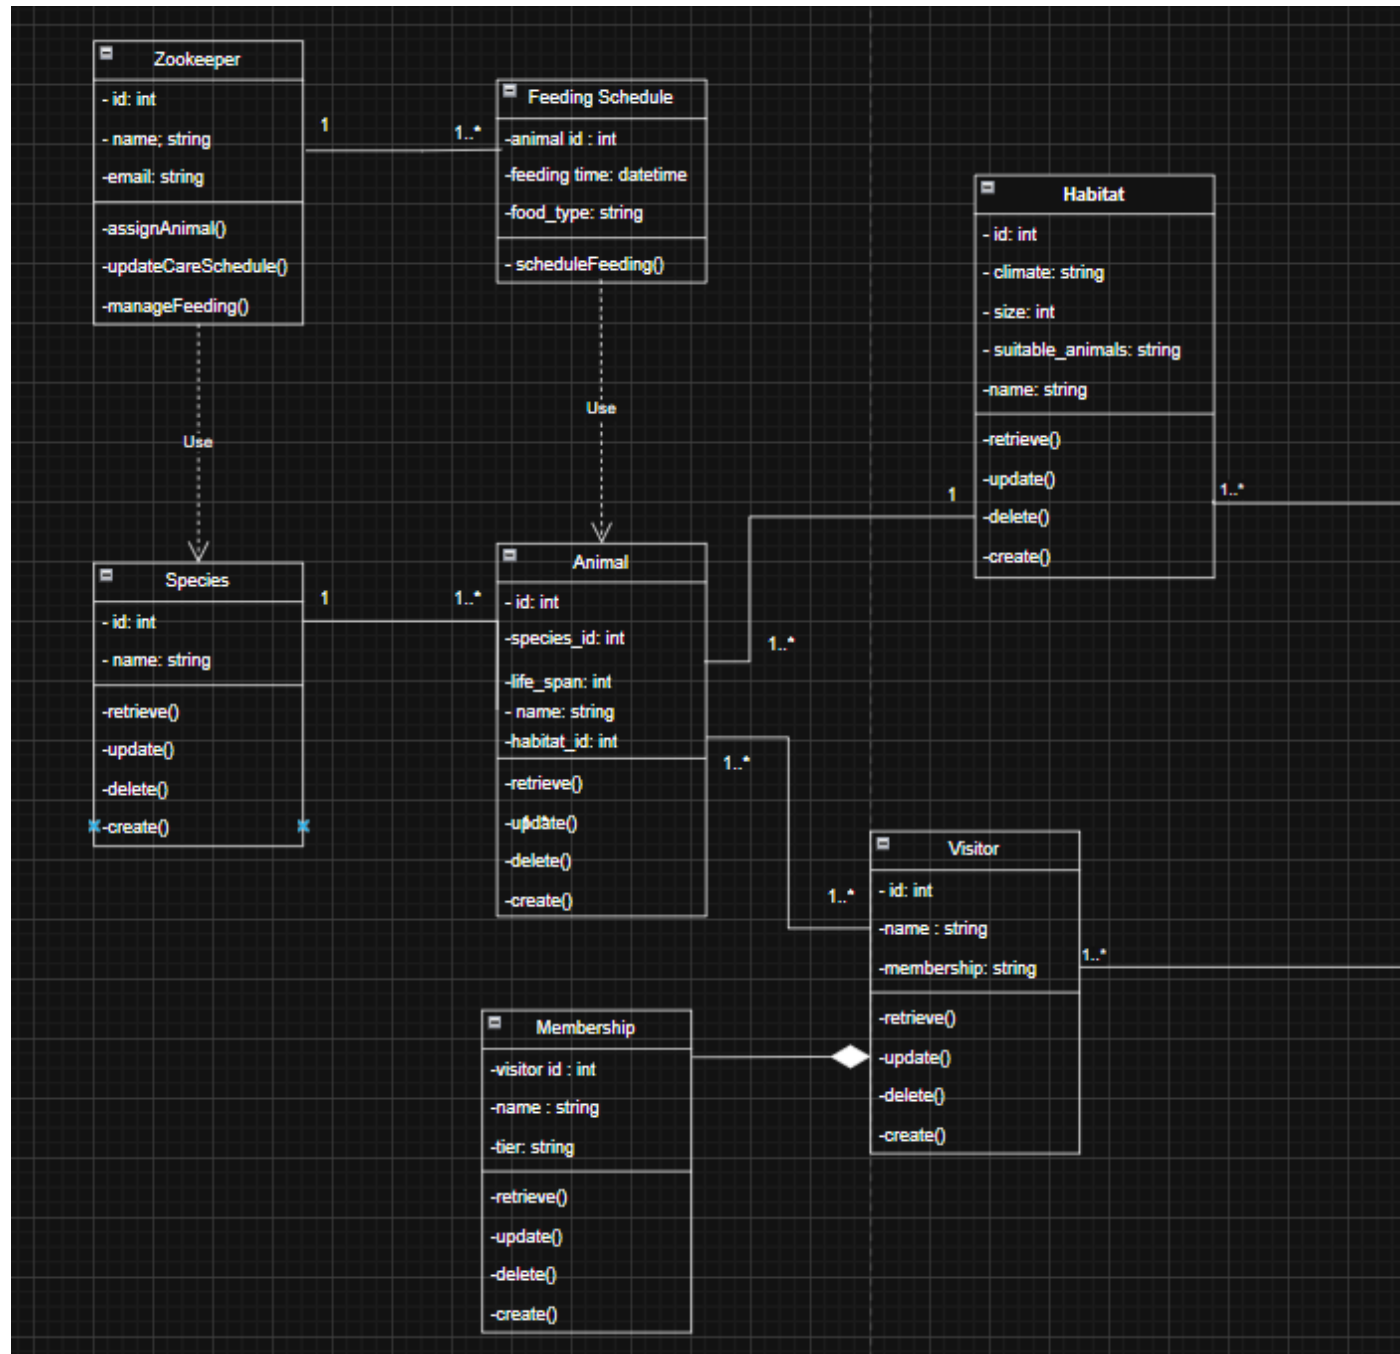 Zookeeper
- id: int
- name; string
-email: string
-assignAnimal()
-updateCareSchedule()
-manageFeeding()
1
1..*
Feeding Schedule
-animal id : int
-feeding time: datetime
-food_type: string
- scheduleFeeding()
Habitat
- id: int
- climate: string
- size: int
- suitable_animals: string
-name: string
-retrieve()
-update()
-delete()
-create()
1
1..*
Use
Use
Species
- id: int
- name: string
-retrieve()
-update()
-delete()
-create()
1
1..*
Animal
- id: int
-species_id: int
-life_span: int
- name: string
-habitat_id: int
-retrieve()
-update()
-delete()
-create()
1..*
1..*
1..*
Visitor
- id: int
-name : string
-membership: string
-retrieve()
-update()
-delete()
-create()
1..*
Membership
-visitor id : int
-name : string
-tier: string
-retrieve()
-update()
-delete()
-create()